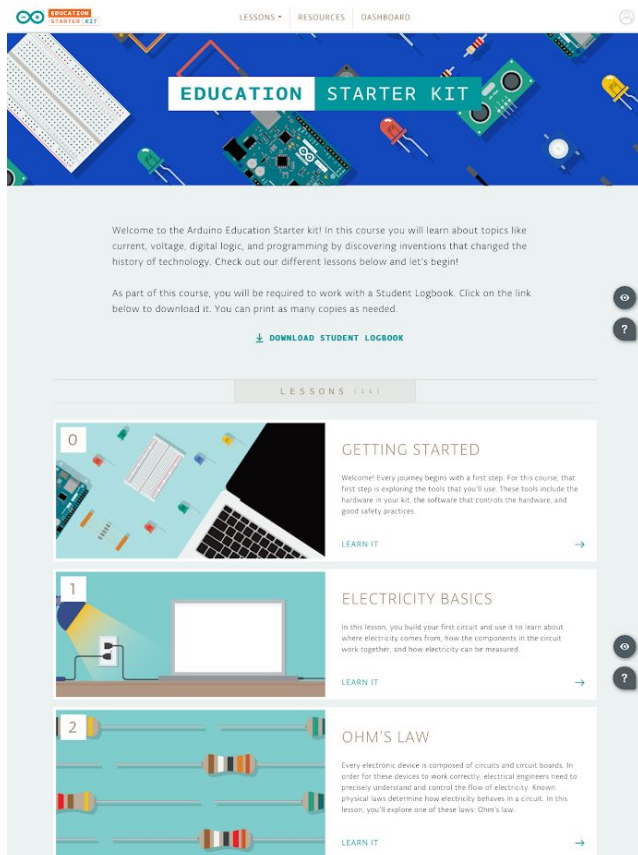 EDUCATION
STARTER KIT
LESSONS
RESOURCES
DASHBOARD
EDUCATION STARTER KIT
Welcome to the Arduino Education Starter kit! In this course you will learn about topics like
current, voltage, digital logic, and programming by discovering inventions that changed the
history of technology. Check out our different lessons below and let's begin!
As part of this course, you will be required to work with a Student Logbook. Click on the link
below to download it. You can print as many copies as needed.
DOWNLOAD STUDENT LOGBOOK
?
LESSONS (11)
0
GETTING STARTED
Welcome! Every journey begins with a first step. For this course, that
first step is exploring the tools that you'll use. These tools include the
hardware in your kit, the software that controls the hardware, and
good safety practices.
LEARN IT
1
ELECTRICITY BASICS
In this lesson, you build your first circuit and use it to learn about
where electricity comes from, how the components in the circuit
work together, and how electricity can be measured.
LEARN IT
?
2
OHM'S LAW
Every electronic device is composed of circuits and circuit boards. In
order for these devices to work correctly, electrical engineers need to
precisely understand and control the flow of electricity. Known
physical laws determine how electricity behaves in a circuit. In this
lesson, you'll explore one of these laws: Ohm's law.
LEARN IT